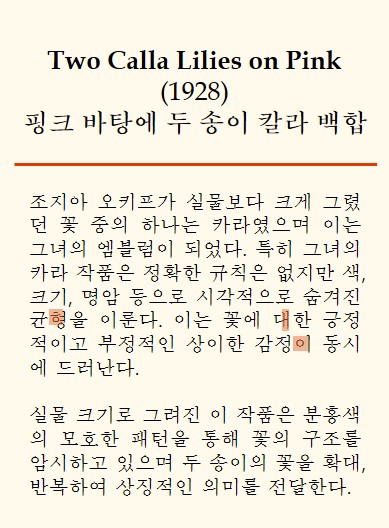 Two Calla Lilies on Pink
(1928)
핑크 바탕에 두 송이 칼라 백합
조지아 오키프가 실물보다 크게 그렸
던 꽃 중의 하나는 카라였으며 이는
그녀의 엠블럼이 되었다. 특히 그녀의
카라 작품은 정확한 규칙은 없지만 색,
크기, 명암 등으로 시각적으로 숨겨진
균형을 이룬다. 이는 꽃에 대한 긍정
적이고 부정적인 상이한 감정이 동시
에 드러난다.
실물 크기로 그려진 이 작품은 분홍색
의 모호한 패턴을 통해 꽃의 구조를
암시하고 있으며 두 송이의 꽃을 확대,
반복하여 상징적인 의미를 전달한다.